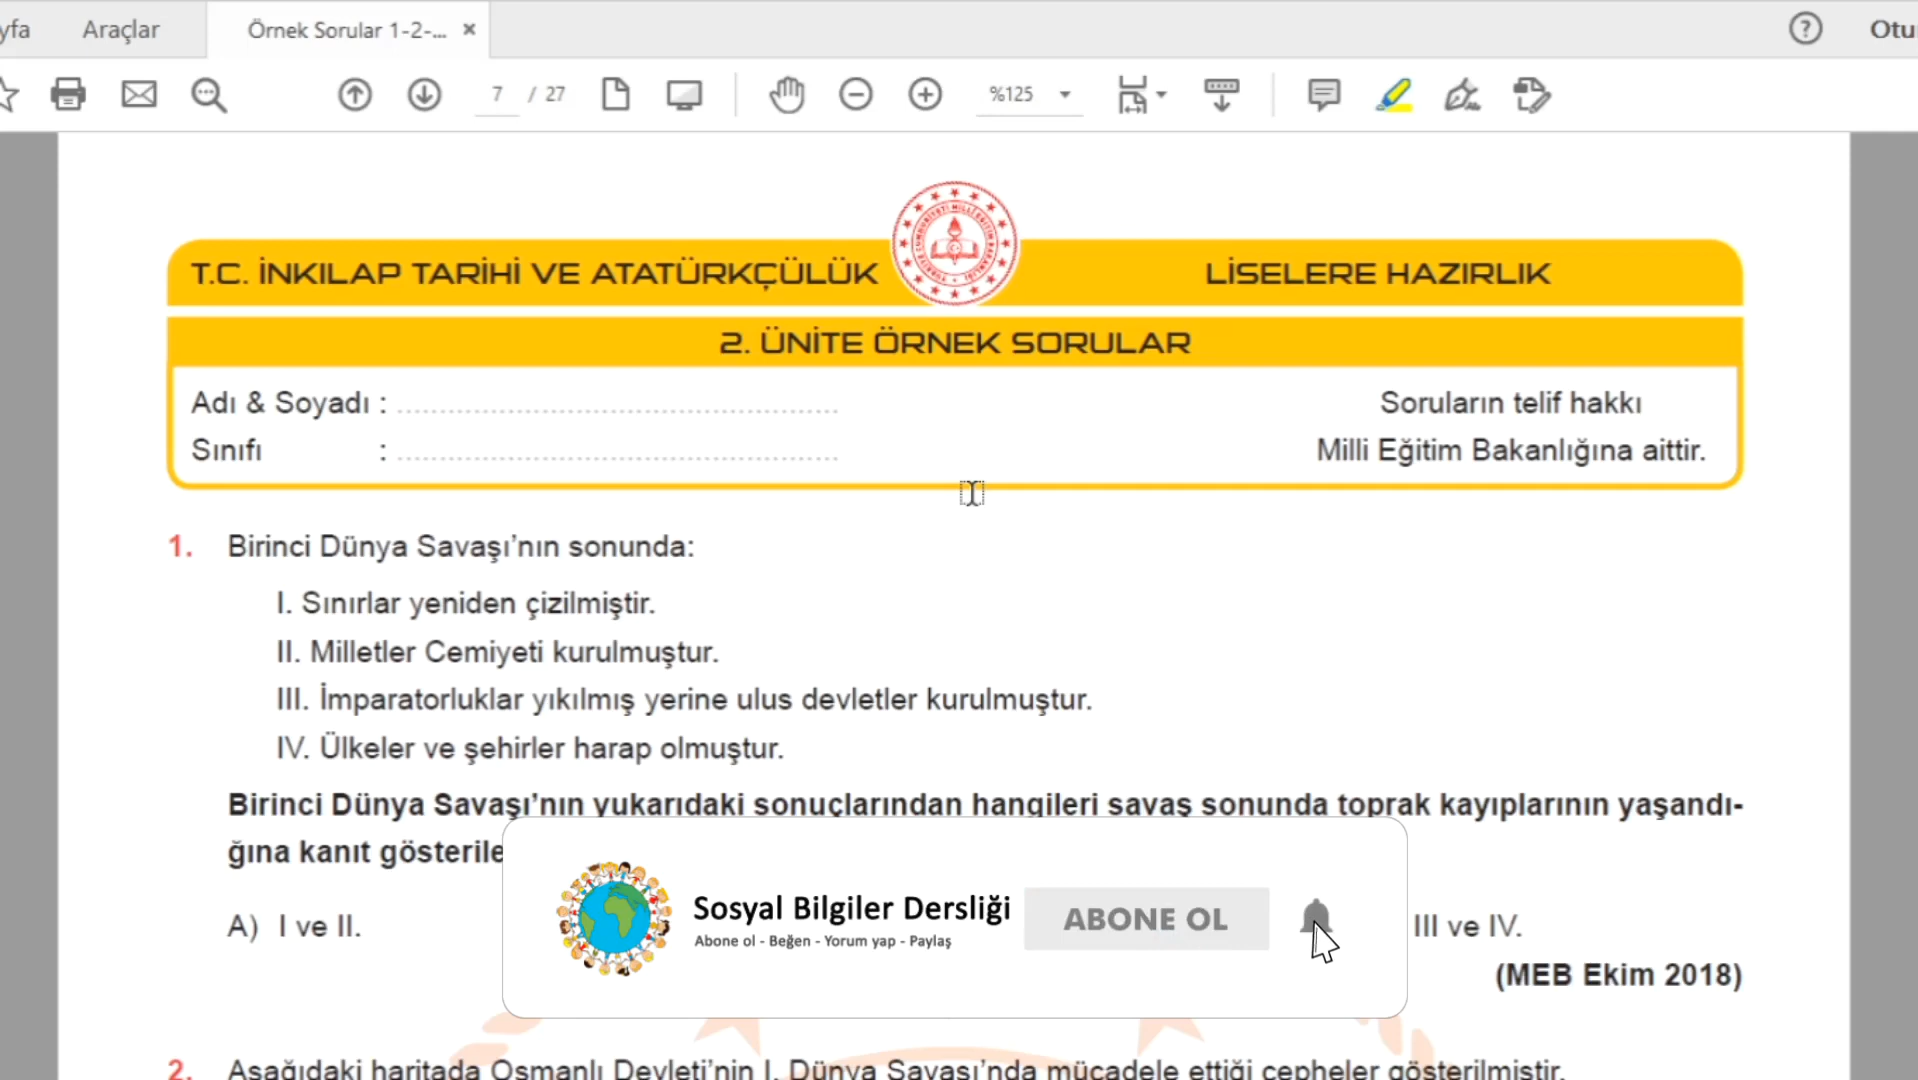 yfa Araçlar Örnek Sorular 1-2-... × ? Otu
7 / 27 %125
T.C. İNKILAP TARİHİ VE ATATÜRKÇÜLÜK LİSELERE HAZIRLIK
2. ÜNİTE ÖRNEK SORULAR
Adı & Soyadı : ............................................... Soruların telif hakkı
Sınıfı : ............................................... Milli Eğitim Bakanlığına aittir.
1. Birinci Dünya Savaşı’nın sonunda:
I. Sınırlar yeniden çizilmiştir.
II. Milletler Cemiyeti kurulmuştur.
III. İmparatorluklar yıkılmış yerine ulus devletler kurulmuştur.
IV. Ülkeler ve şehirler harap olmuştur.
Birinci Dünya Savaşı’nın yukarıdaki sonuçlarından hangileri savaş sonunda toprak kayıplarının yaşandı-
ğına kanıt gösterile
A) I ve II. III ve IV.
Sosyal Bilgiler Dersliği ABONE OL
Abone ol - Beğen - Yorum yap - Paylaş
(MEB Ekim 2018)
2. Aşağıdaki haritada Osmanlı Devleti’nin I. Dünya Savaşı’nda mücadele ettiği cepheler gösterilmiştir.